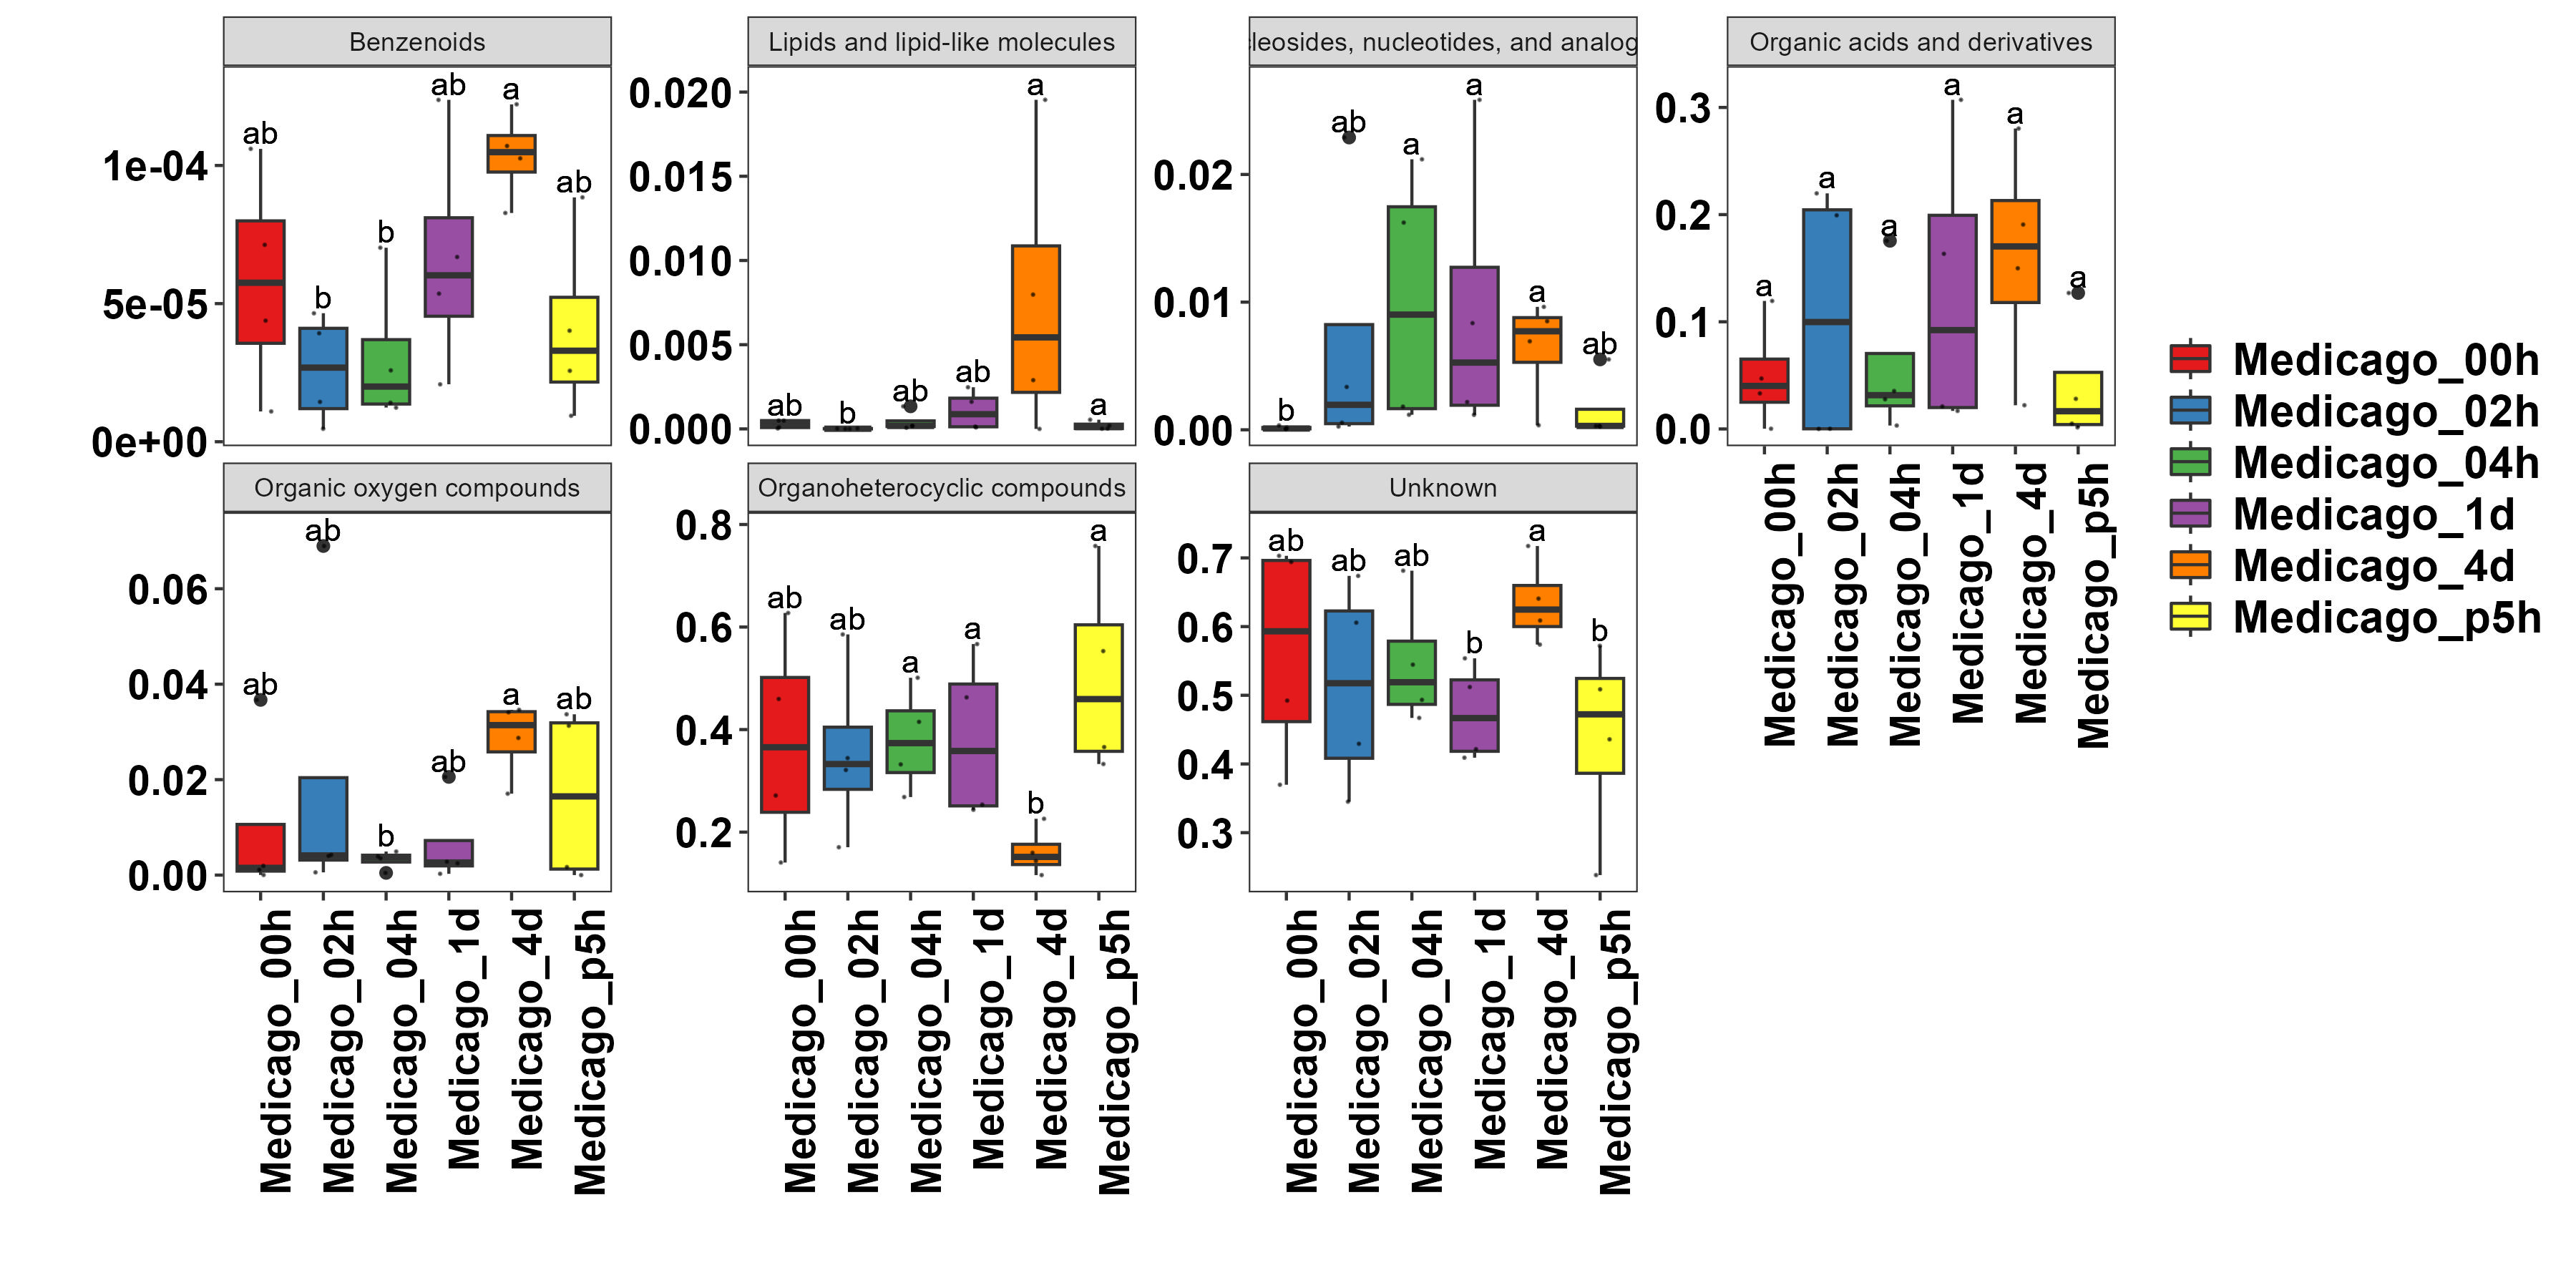 Benzenoids
ab
b
b
ab
a
ab
1e-04
5e-05
0e+00
Lipids and lipid-like molecules
ab
b
ab
ab
a
a
0.020
0.015
0.010
0.005
0.000
cleosides, nucleotides, and analog
b
ab
a
a
a
ab
0.02
0.01
0.00
Organic acids and derivatives
a
a
a
a
a
a
0.3
0.2
0.1
0.0
Medicago_00h
Medicago_02h
Medicago_04h
Medicago_1d
Medicago_4d
Medicago_p5h
Organic oxygen compounds
ab
ab
b
ab
a
ab
0.06
0.04
0.02
0.00
Medicago_00h
Medicago_02h
Medicago_04h
Medicago_1d
Medicago_4d
Medicago_p5h
Organoheterocyclic compounds
ab
ab
a
a
b
a
0.8
0.6
0.4
0.2
Medicago_00h
Medicago_02h
Medicago_04h
Medicago_1d
Medicago_4d
Medicago_p5h
Unknown
ab
ab
ab
b
a
b
0.7
0.6
0.5
0.4
0.3
Medicago_00h
Medicago_02h
Medicago_04h
Medicago_1d
Medicago_4d
Medicago_p5h
Medicago_00h
Medicago_02h
Medicago_04h
Medicago_1d
Medicago_4d
Medicago_p5h